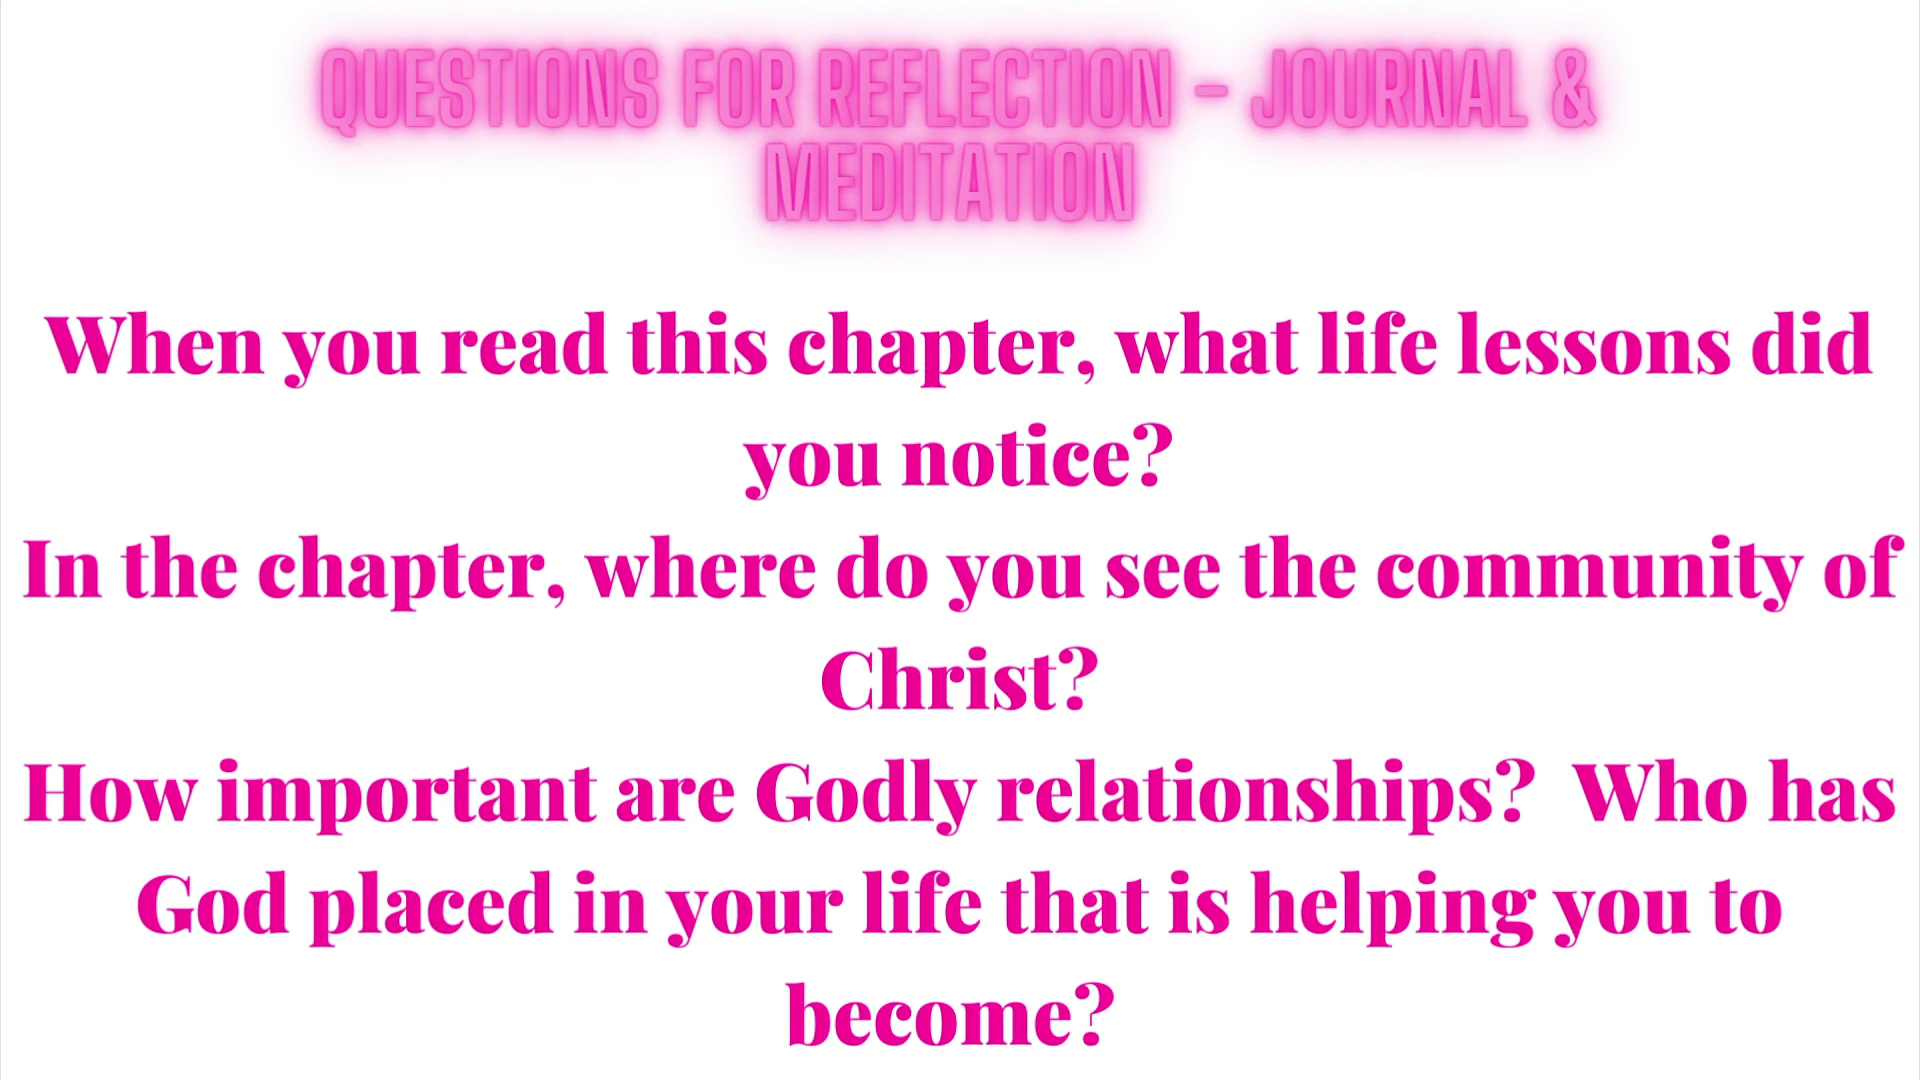 QUESTIONS FOR REFLECTION - JOURNAL &
MEDITATION
When you read this chapter, what life lessons did
you notice?
In the chapter, where do you see the community of
Christ?
How important are Godly relationships?  Who has
God placed in your life that is helping you to
become?